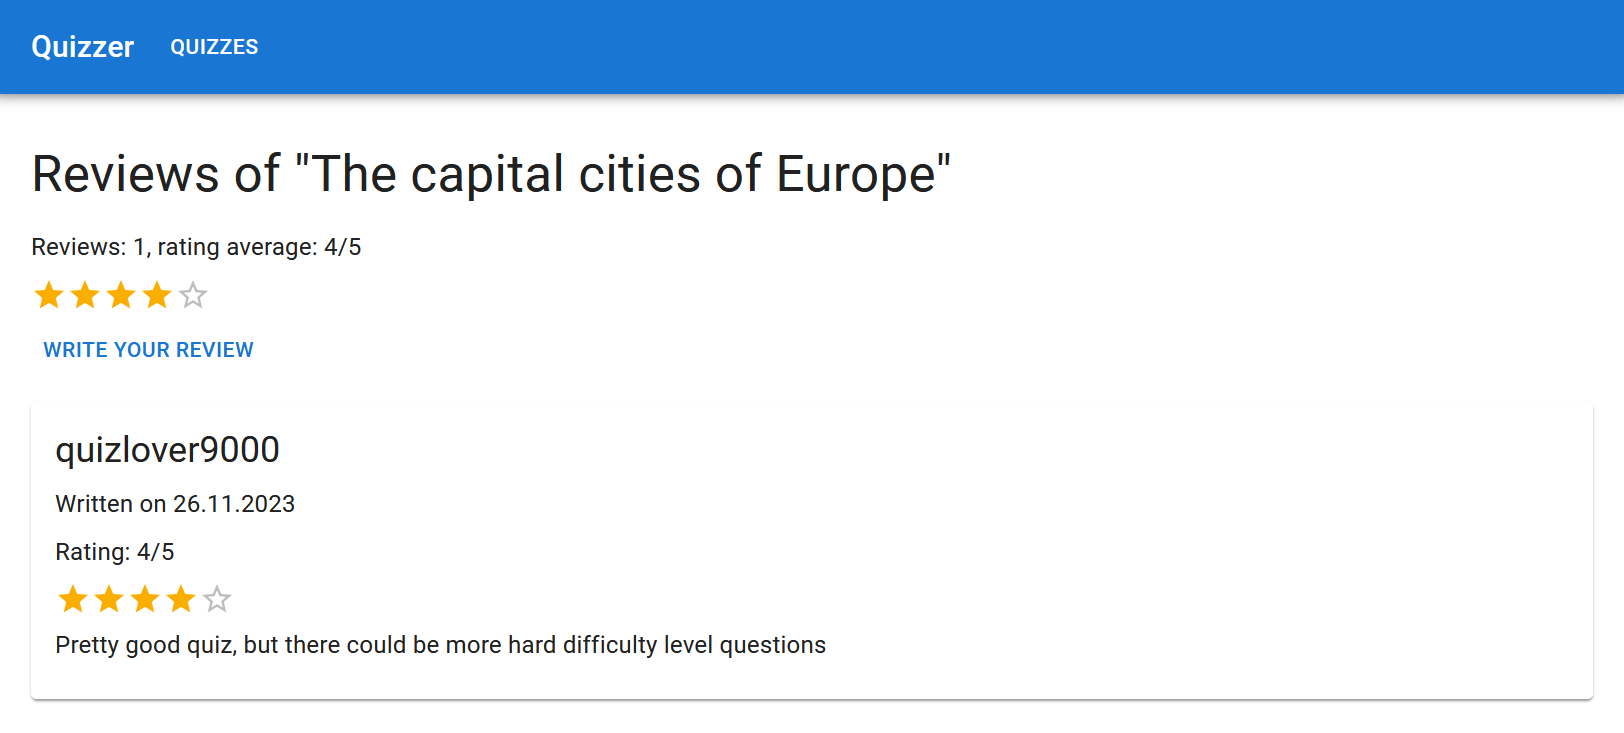 Quizzer QUIZZES
Reviews of "The capital cities of Europe"
Reviews: 1, rating average: 4/5
WRITE YOUR REVIEW
quizlover9000
Written on 26.11.2023
Rating: 4/5
Pretty good quiz, but there could be more hard difficulty level questions